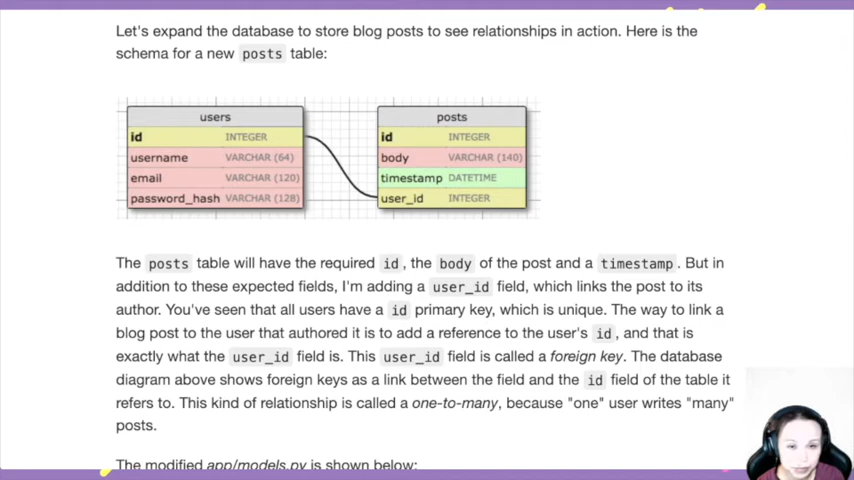 Let's expand the database to store blog posts to see relationships in action. Here is the
schema for a new posts table:
users
id INTEGER
username VARCHAR (64)
email VARCHAR (120)
password_hash VARCHAR (128)
posts
id INTEGER
body VARCHAR (140)
timestamp DATETIME
user_id INTEGER
The posts table will have the required id, the body of the post and a timestamp. But in
addition to these expected fields, I'm adding a user_id field, which links the post to its
author. You've seen that all users have a id primary key, which is unique. The way to link a
blog post to the user that authored it is to add a reference to the user's id, and that is
exactly what the user_id field is. This user_id field is called a foreign key. The database
diagram above shows foreign keys as a link between the field and the id field of the table it
refers to. This kind of relationship is called a one-to-many, because "one" user writes "many"
posts.
The modified app/models.py is shown below: